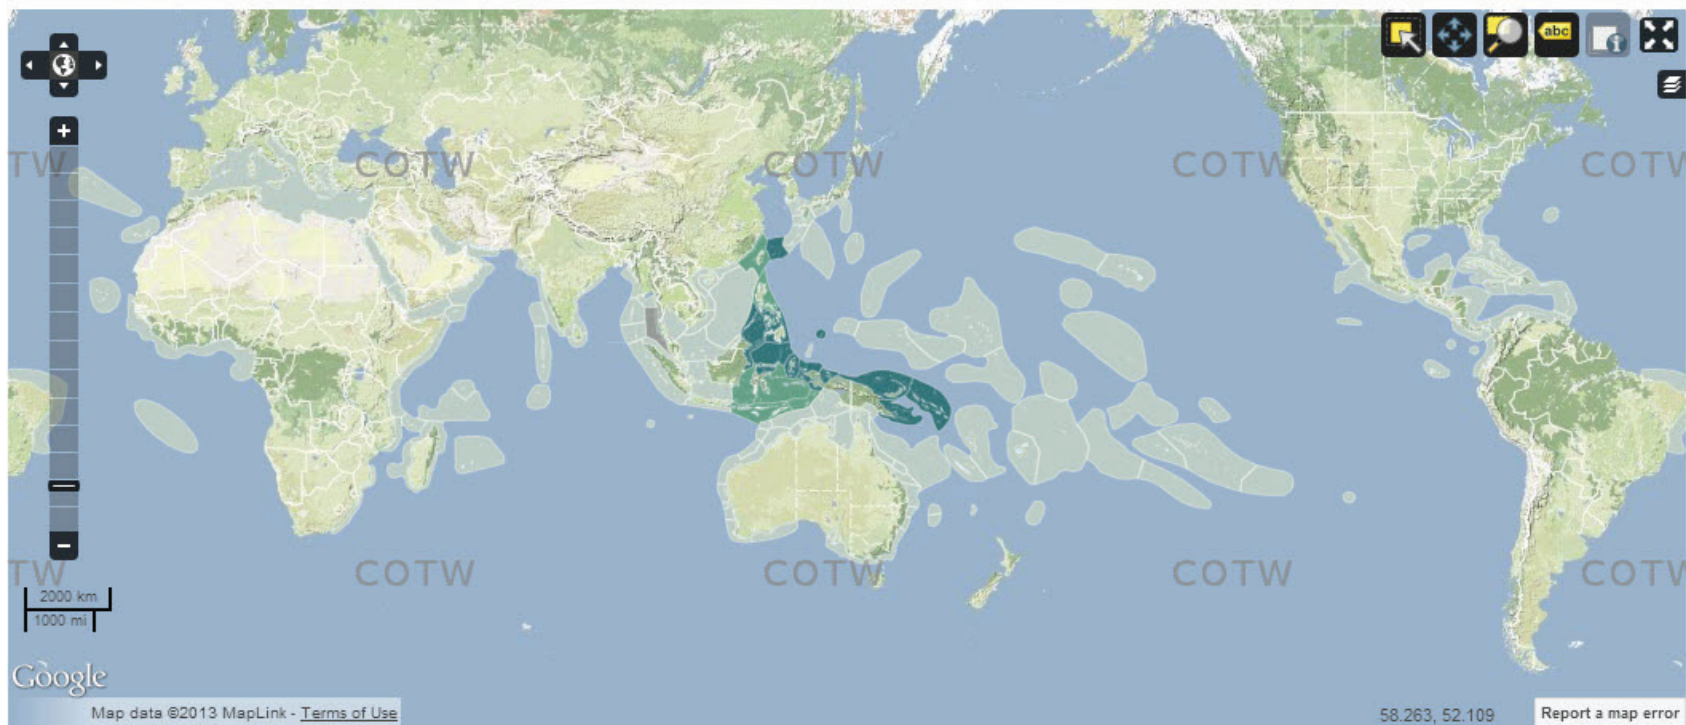 abc
+
TW COTW COTW COTW COTW
−
TW COTW COTW COTW COTW
2000 km
1000 mi
Google
Map data ©2013 MapLink - Terms of Use
58.263, 52.109
Report a map error